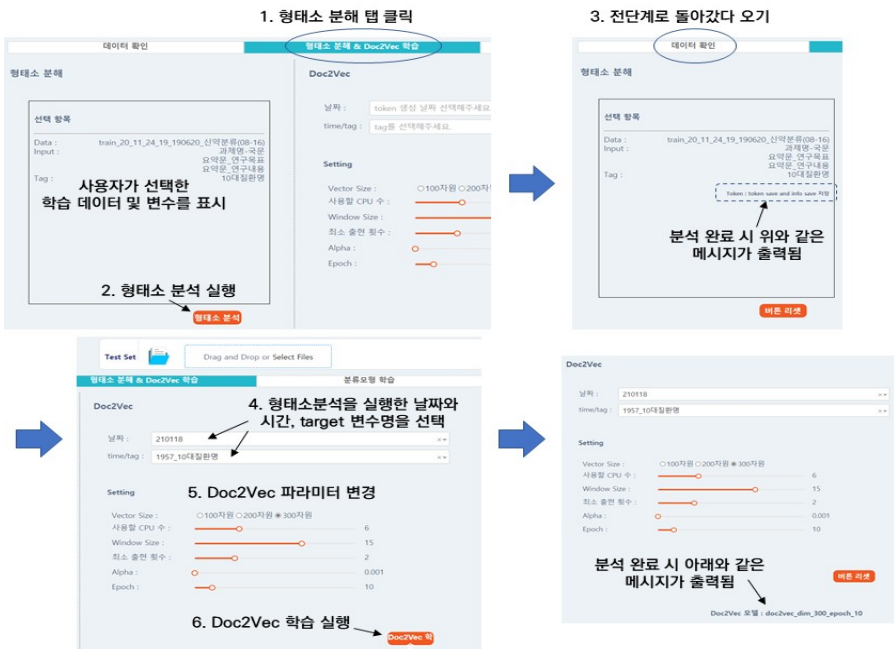 1. 형태소 분해 탭 클릭
데이터 확인
형태소 분해 & Doc2Vec 학습
형태소 분해
선택 항목
Data : train_20_11_24_19_190620_신약분류(08-16)
Input : 과제명-국문
요약문_연구목표
요약문_연구내용
Tag : 10대질환명
사용자가 선택한
학습 데이터 및 변수를 표시
2. 형태소 분석 실행
형태소 분석
Doc2Vec
날짜 : token 생성 날짜 선택해주세요.
time/tag : tag를 선택해주세요.
Setting
Vector Size : 100차원 200차원
사용할 CPU 수 :
Window Size :
최소 출현 횟수 :
Alpha :
Epoch :
3. 전단계로 돌아갔다 오기
데이터 확인
형태소 분해
선택 항목
Data : train_20_11_24_19_190620_신약분류(08-16)
Input : 과제명-국문
요약문_연구목표
요약문_연구내용
Tag : 10대질환명
Token : token save and info save 저장
분석 완료 시 위와 같은
메시지가 출력됨
버튼 리셋
Test Set Drag and Drop or Select Files
형태소 분해 & Doc2Vec 학습
분류모형 학습
Doc2Vec
4. 형태소분석을 실행한 날짜와
시간, target 변수명을 선택
날짜 : 210118
time/tag : 1957_10대질환명
Setting
5. Doc2Vec 파라미터 변경
Vector Size : 100차원 200차원 300차원
사용할 CPU 수 : 6
Window Size : 15
최소 출현 횟수 : 2
Alpha : 0.001
Epoch : 10
6. Doc2Vec 학습 실행
Doc2Vec 학
Doc2Vec
날짜 : 210118
time/tag : 1957_10대질환명
Setting
Vector Size : 100차원 200차원 300차원
사용할 CPU 수 : 6
Window Size : 15
최소 출현 횟수 : 2
Alpha : 0.001
Epoch : 10
분석 완료 시 아래와 같은
메시지가 출력됨
버튼 리셋
Doc2Vec 모델 : doc2vec_dim_300_epoch_10